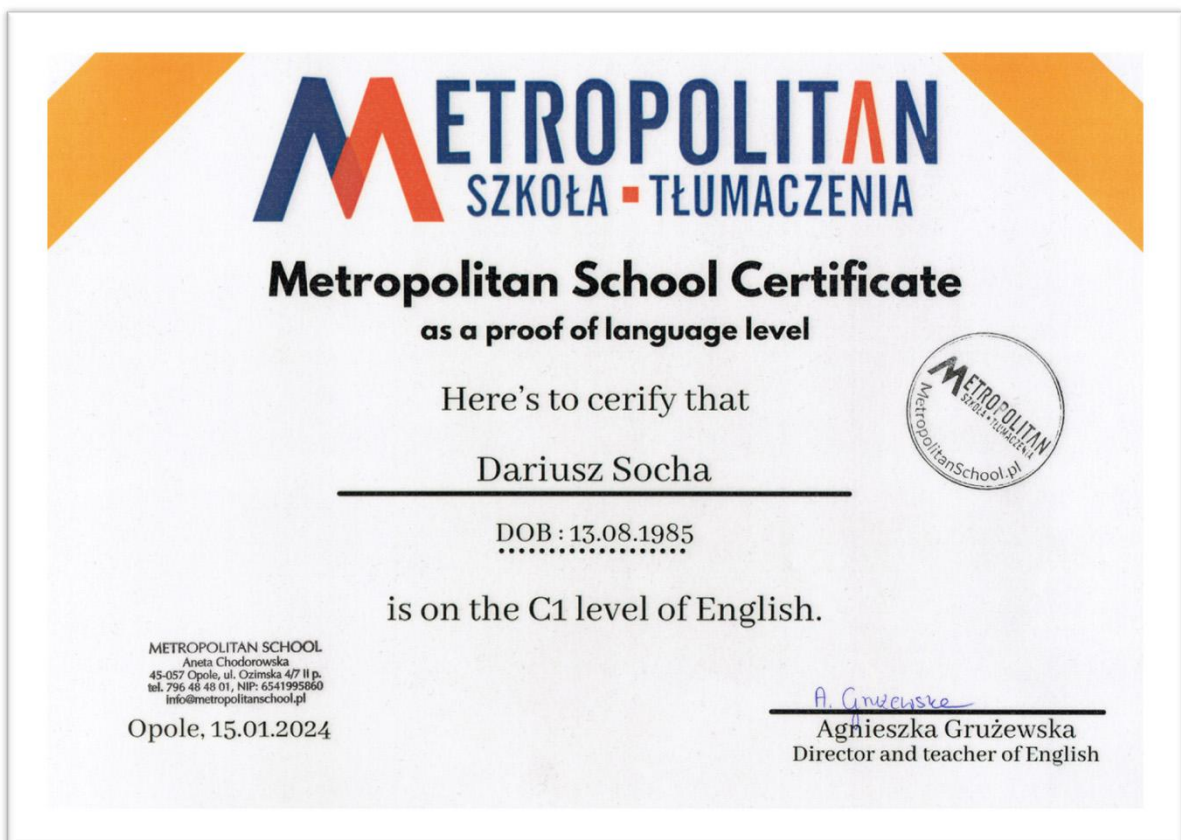 METROPOLITAN
SZKOŁA ▪ TŁUMACZENIA
Metropolitan School Certificate
as a proof of language level
Here's to cerify that
METROPOLITAN
SZKOŁA ▪ TŁUMACZENIA
MetropolitanSchool.pl
Dariusz Socha
DOB : 13.08.1985
is on the C1 level of English.
METROPOLITAN SCHOOL
Aneta Chodorowska
45-057 Opole, ul. Ozimska 4/7 II p.
tel. 796 48 48 01, NIP: 6541995860
info@metropolitanschool.pl
Opole, 15.01.2024
A. Grużewska
Agnieszka Grużewska
Director and teacher of English